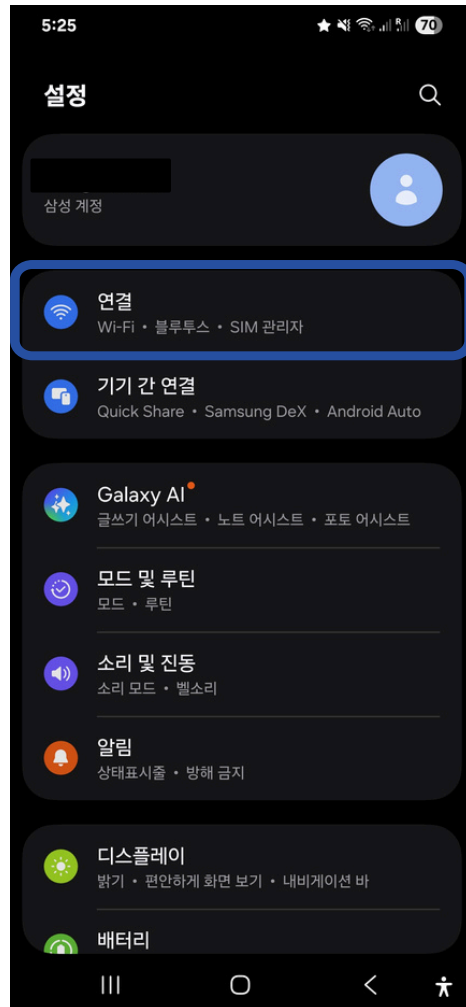 5:25
70
설정
삼성 계정
연결
Wi-Fi • 블루투스 • SIM 관리자
기기 간 연결
Quick Share • Samsung DeX • Android Auto
Galaxy AI
글쓰기 어시스트 • 노트 어시스트 • 포토 어시스트
모드 및 루틴
모드 • 루틴
소리 및 진동
소리 모드 • 벨소리
알림
상태표시줄 • 방해 금지
디스플레이
밝기 • 편안하게 화면 보기 • 내비게이션 바
배터리